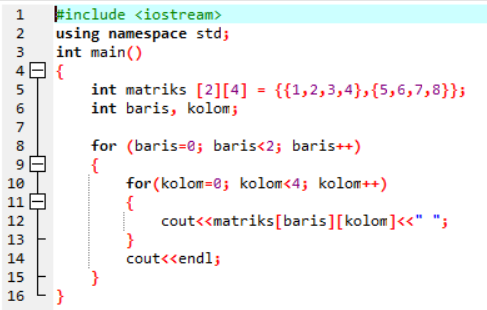 1 #include <iostream>
2 using namespace std;
3 int main()
4 {
5 int matriks [2][4] = {{1,2,3,4},{5,6,7,8}};
6 int baris, kolom;
7
8 for (baris=0; baris<2; baris++)
9 {
10 for(kolom=0; kolom<4; kolom++)
11 {
12 cout<<matriks[baris][kolom]<<" ";
13 }
14 cout<<endl;
15 }
16 }